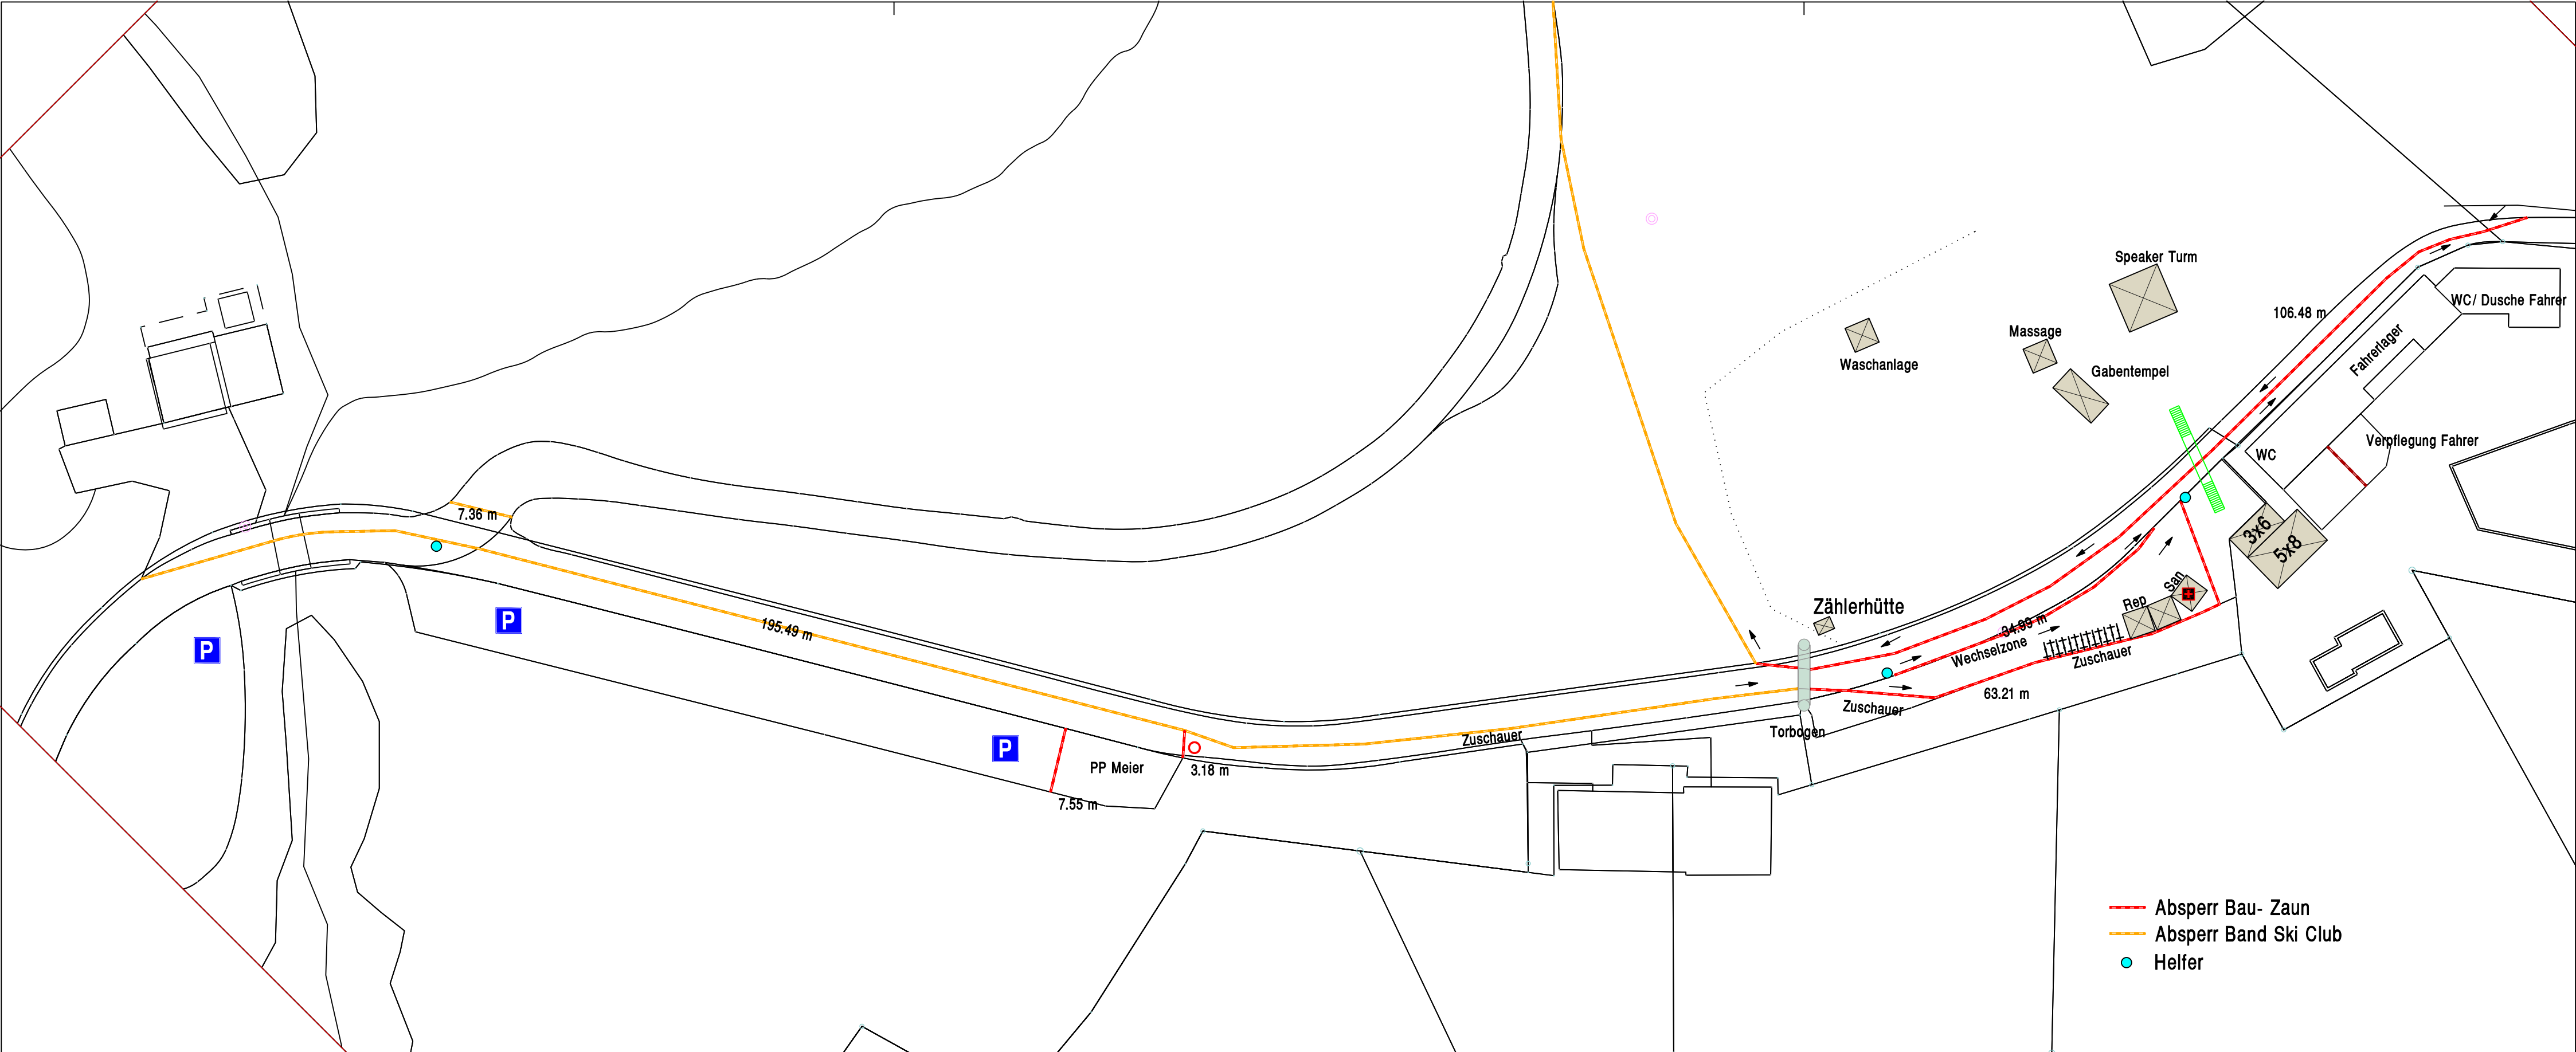 Speaker Turm
WC/ Dusche Fahrer
106.48 m
Massage
Fahrerlager
Waschanlage
Gabentempel
Verpflegung Fahrer
WC
7.36 m
3x6
5x8
San
Rep
Zählerhütte
34.99 m
P
195.49 m
P
Wechselzone
Zuschauer
63.21 m
Zuschauer
Torbogen
Zuschauer
P
PP Meier
3.18 m
7.55 m
Absperr Bau- Zaun
Absperr Band Ski Club
Helfer